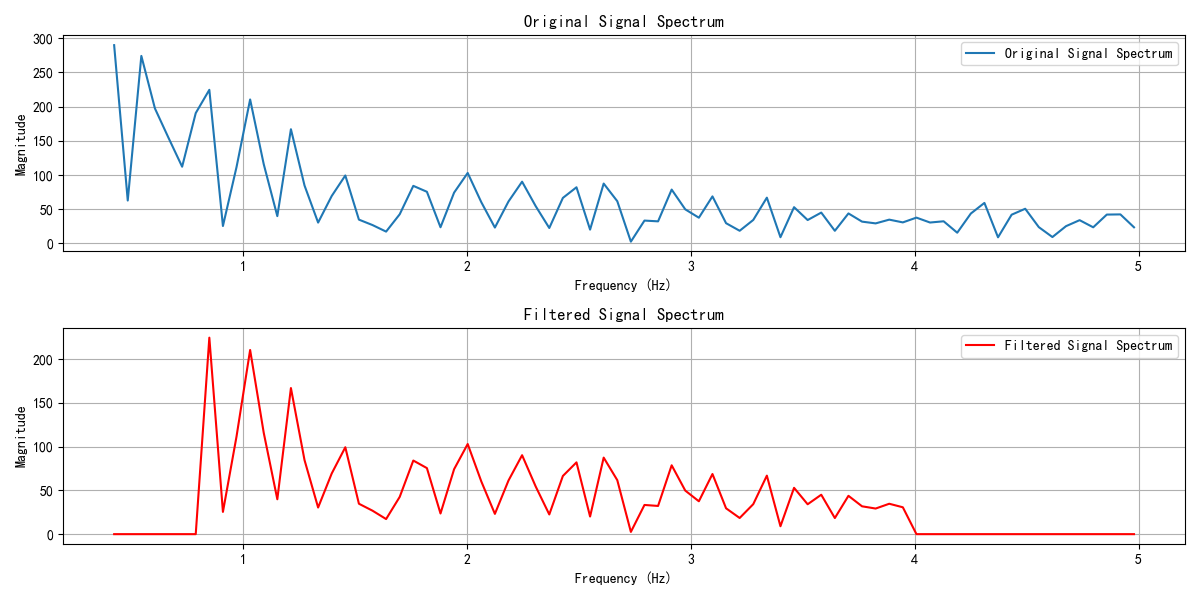 Original Signal Spectrum
300
250
200
150
100
50
0
Magnitude
Original Signal Spectrum
1 2 3 4 5
Frequency (Hz)
Filtered Signal Spectrum
200
150
100
50
0
Magnitude
Filtered Signal Spectrum
1 2 3 4 5
Frequency (Hz)